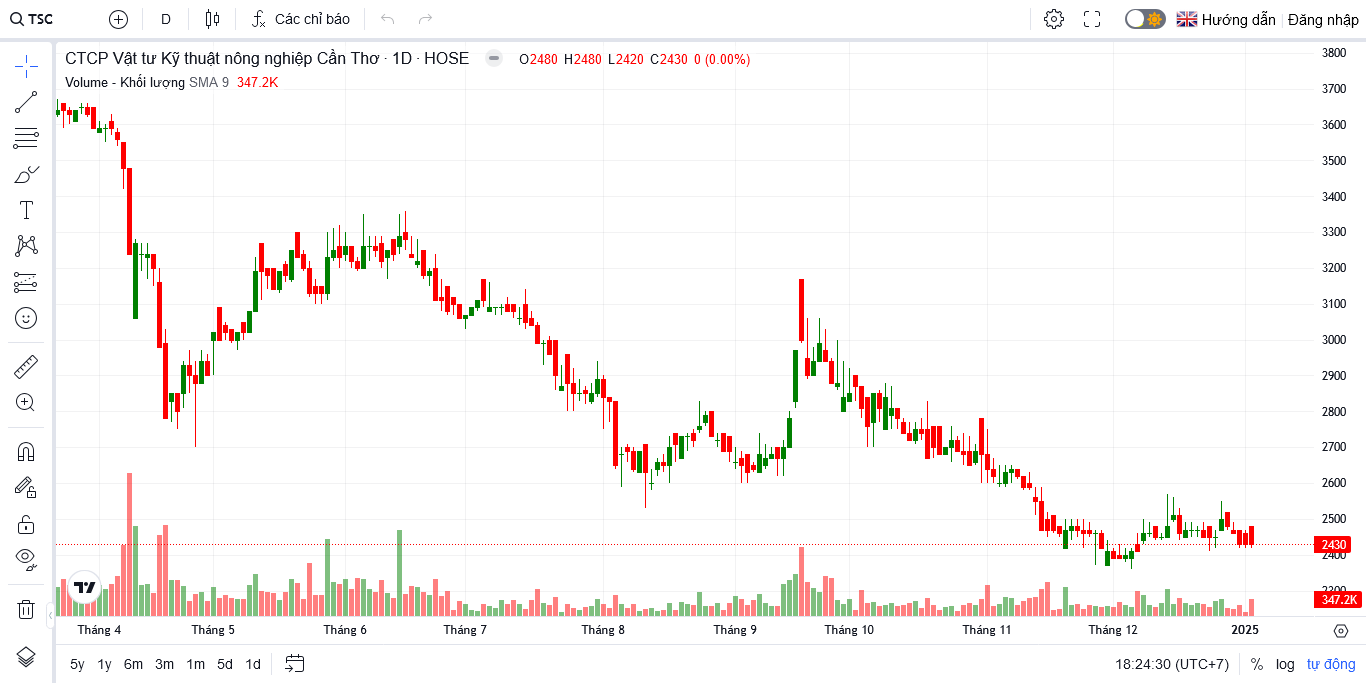 TSC D Các chỉ báo Hướng dẫn Đăng nhập
CTCP Vật tư Kỹ thuật nông nghiệp Cần Thơ · 1D · HOSE O2480 H2480 L2420 C2430 0 (0.00%)
Volume - Khối lượng SMA 9 347.2K
3800
3700
3600
3500
3400
3300
3200
3100
3000
2900
2800
2700
2600
2500
2430
2400
2200
347.2K
Tháng 4 Tháng 5 Tháng 6 Tháng 7 Tháng 8 Tháng 9 Tháng 10 Tháng 11 Tháng 12 2025
5y 1y 6m 3m 1m 5d 1d 18:24:30 (UTC+7) % log tự động